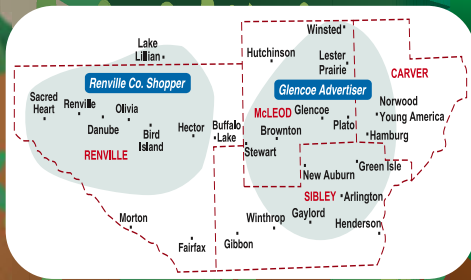 Winsted
Lake
Lillian
Hutchinson
Lester
Prairie
CARVER
Renville Co. Shopper
Glencoe Advertiser
Sacred
Heart
Renville
Olivia
Danube
Bird
Island
Hector
Buffalo
Lake
McLEOD
Glencoe
Norwood
Young America
Plato
Brownton
Hamburg
Stewart
RENVILLE
Green Isle
New Auburn
SIBLEY
Arlington
Morton
Winthrop
Gaylord
Henderson
Fairfax
Gibbon